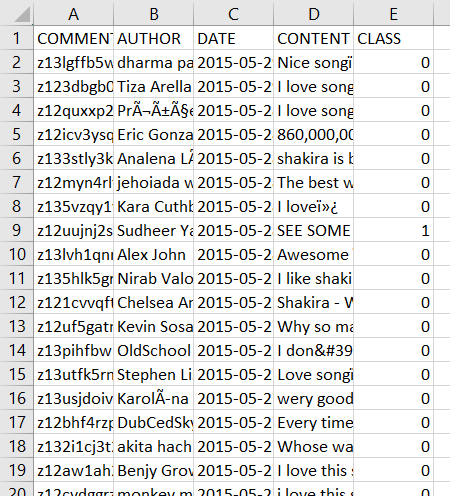 A B C D E
1 COMMENT AUTHOR DATE CONTENT CLASS
2 z13lgffb5w dharma pa 2015-05-2 Nice songï 0
3 z123dbgb0 Tiza Arella 2015-05-2 I love song 0
4 z12quxxp2 PrÃ¬Ã±Ã§e 2015-05-2 I love song 0
5 z12icv3ysq Eric Gonza 2015-05-2 860,000,00 0
6 z133stly3k Analena LÃ 2015-05-2 shakira is b 0
7 z12myn4rl jehoiada w 2015-05-2 The best w 0
8 z135vzqy1 Kara Cuthb 2015-05-2 I loveï»¿ 0
9 z12uujnj2s Sudheer Ya 2015-05-2 SEE SOME 1
10 z13lvh1qn Alex John 2015-05-2 Awesome 0
11 z135hlk5g Nirab Valo 2015-05-2 I like shaki 0
12 z121cvvqf Chelsea Ar 2015-05-2 Shakira - W 0
13 z12uf5gat Kevin Sosa 2015-05-2 Why so ma 0
14 z13pihfbw OldSchool 2015-05-2 I don&#39 0
15 z13utfk5r Stephen Li 2015-05-2 Love songï 0
16 z13usjdoiv KarolÃ-na 2015-05-2 wery good 0
17 z12bhf4rzp DubCedSky 2015-05-2 Every time 0
18 z132i1cj3t akita hach 2015-05-2 Whose wa 0
19 z12aw1ah Benjy Grov 2015-05-2 I love this s 0
20 z12cydggrz monkey m 2015-05-2 i love this s 0